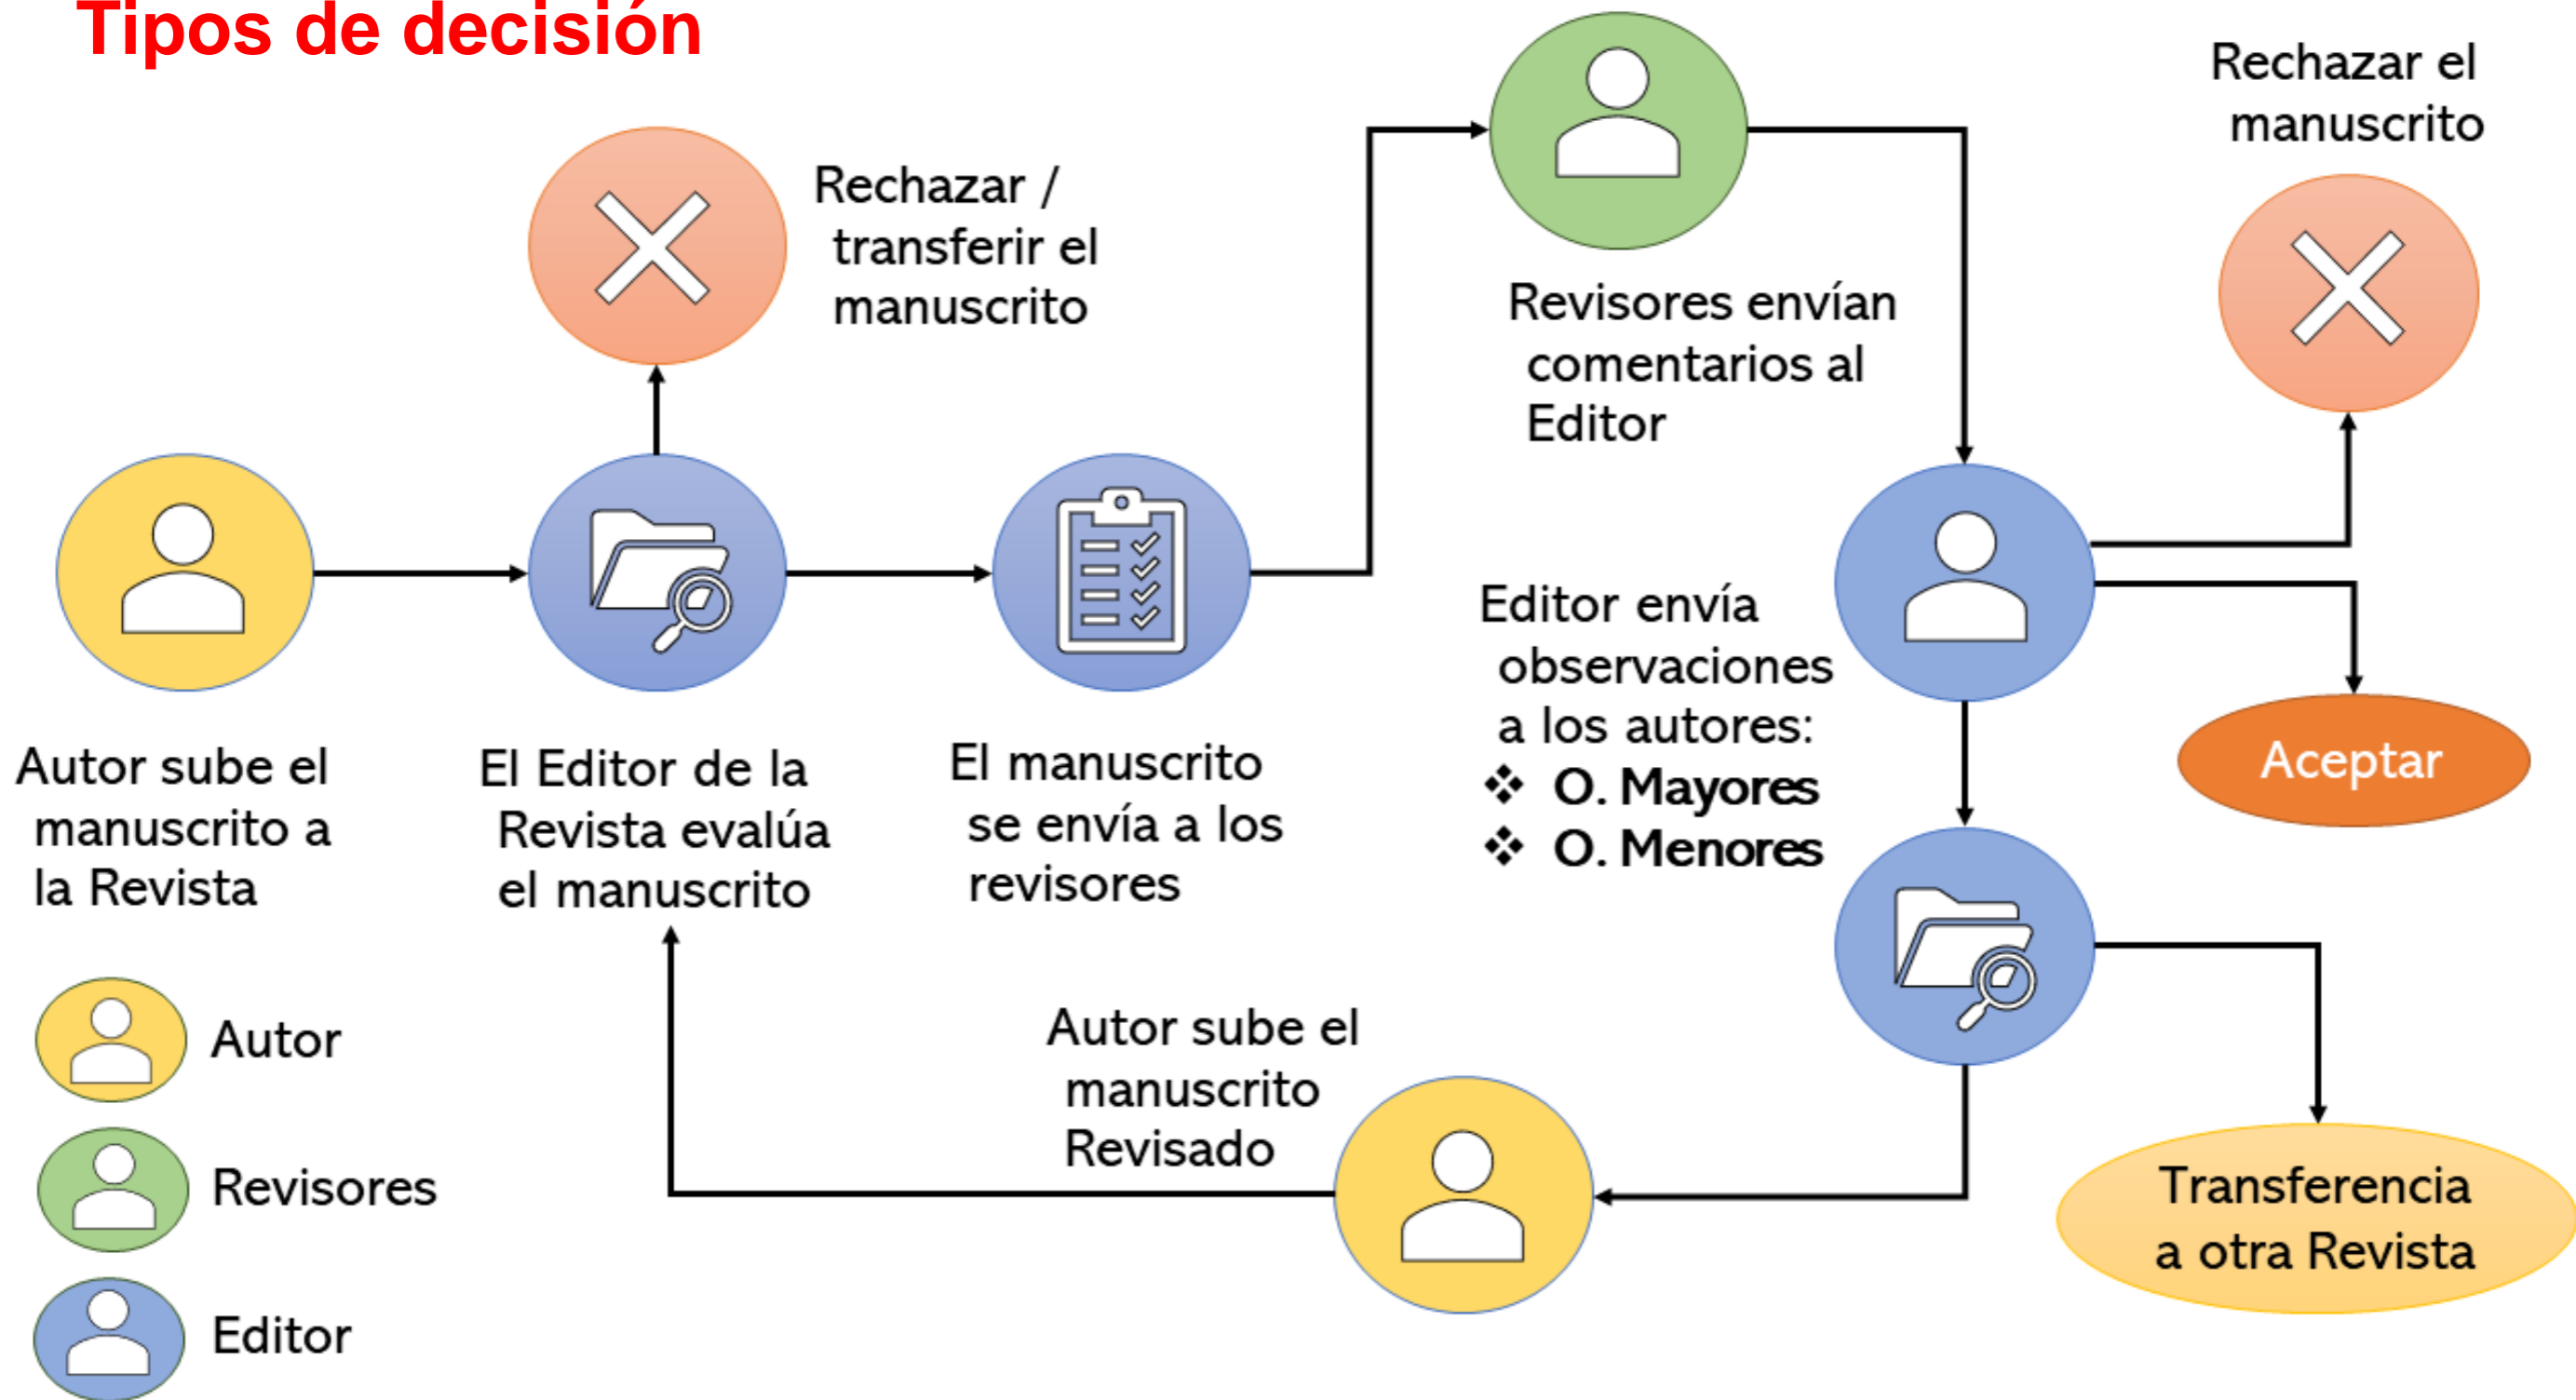 Tipos de decisión
Rechazar /
transferir el
manuscrito
Revisores envían
comentarios al
Editor
Rechazar el
manuscrito
Autor sube el
manuscrito a
la Revista
El Editor de la
Revista evalúa
el manuscrito
El manuscrito
se envía a los
revisores
Editor envía
observaciones
a los autores:
❖ O. Mayores
❖ O. Menores
Aceptar
Autor sube el
manuscrito
Revisado
Transferencia
a otra Revista
Autor
Revisores
Editor